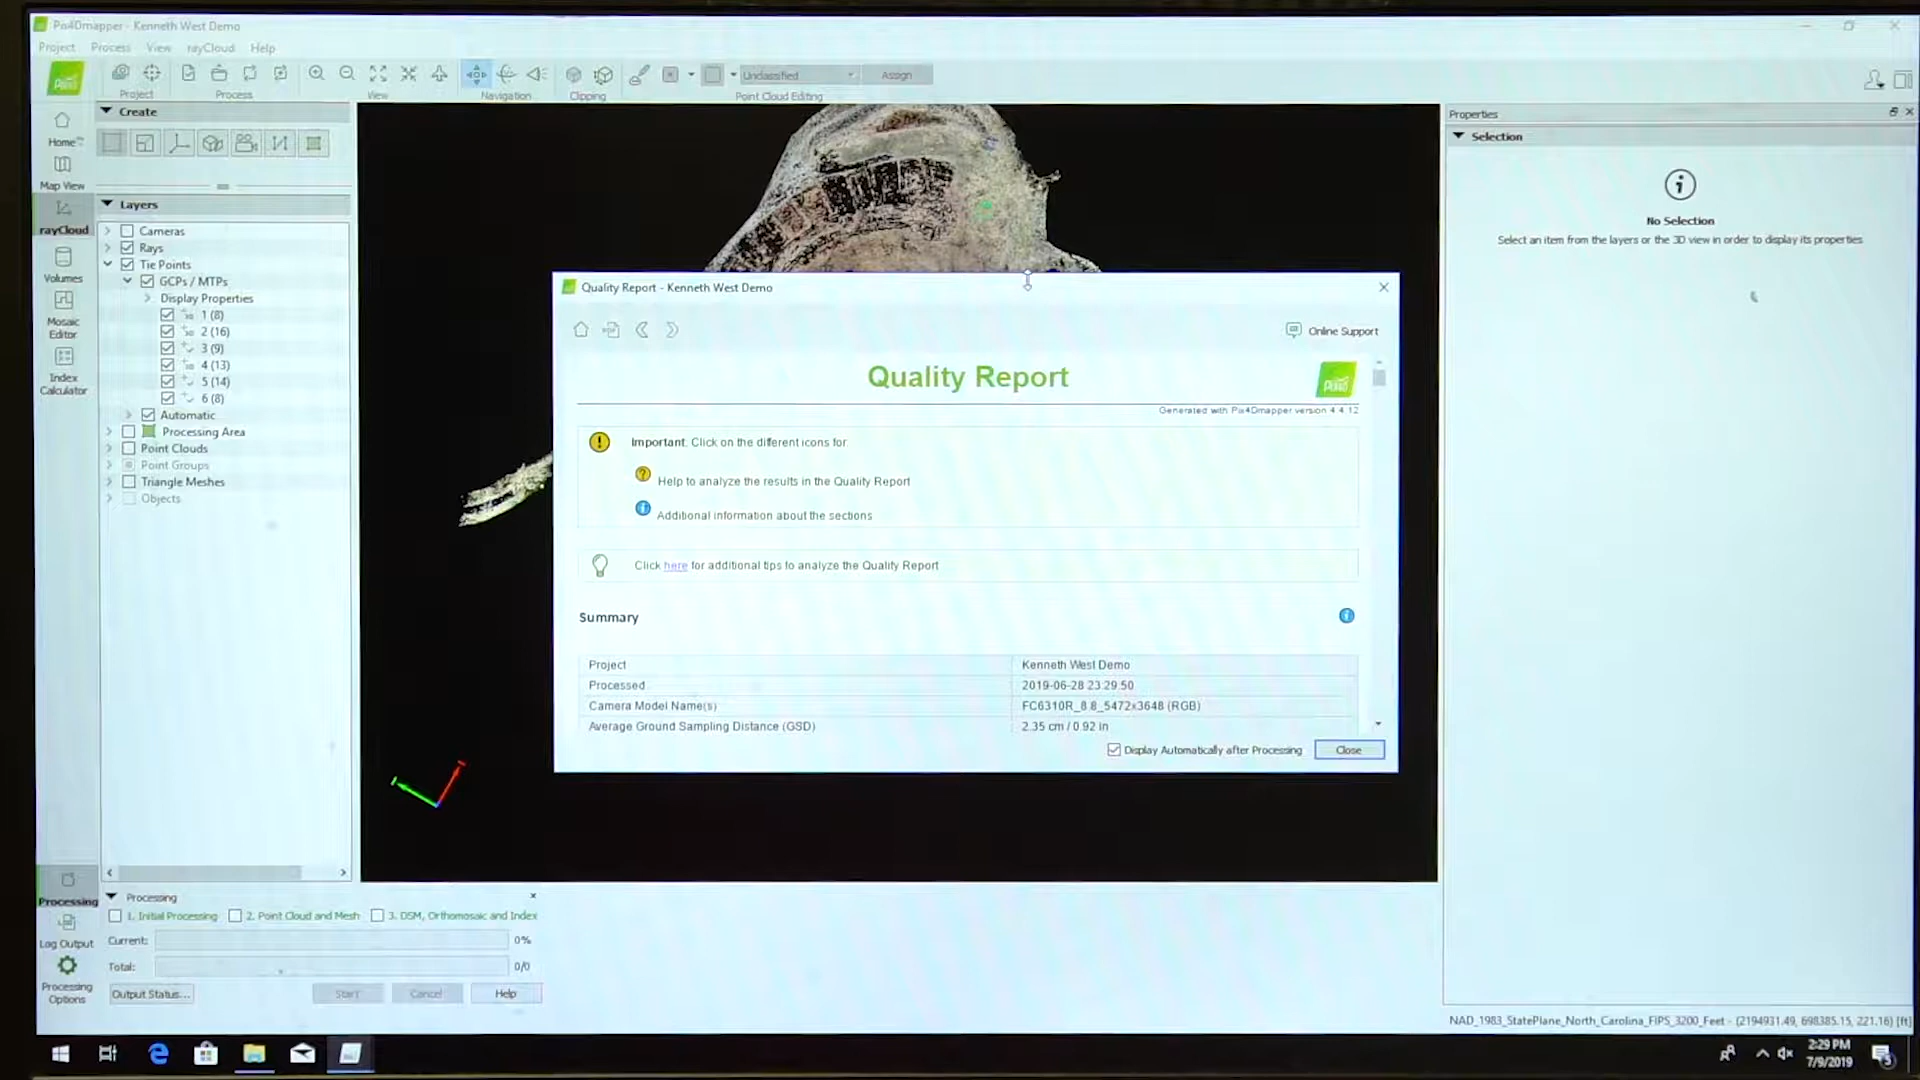 Pix4Dmapper - Kenneth West Demo
Project Process View rayCloud Help
Unclassified Assign
Project Process View Navigation Clipping Point Cloud Editing
Home
Map View
rayCloud
Volumes
Mosaic
Editor
Index
Calculator
Create
Layers
Cameras
Rays
Tie Points
GCPs / MTPs
Display Properties
1 (8)
2 (16)
3 (9)
4 (13)
5 (14)
6 (8)
Automatic
Processing Area
Point Clouds
Point Groups
Triangle Meshes
Objects
Quality Report - Kenneth West Demo
Online Support
Quality Report
Generated with Pix4Dmapper version 4.4.12
Important: Click on the different icons for:
Help to analyze the results in the Quality Report
Additional information about the sections
Click here for additional tips to analyze the Quality Report
Summary
Project Kenneth West Demo
Processed 2019-06-28 23:29:50
Camera Model Name(s) FC6310R_8.8_5472x3648 (RGB)
Average Ground Sampling Distance (GSD) 2.35 cm / 0.92 in
Display Automatically after Processing Close
Properties
Selection
No Selection
Select an item from the layers or the 3D view in order to display its properties
Processing
Log Output
Processing
Options
Processing
1. Initial Processing 2. Point Cloud and Mesh 3. DSM, Orthomosaic and Index
Current: 0%
Total: 0/0
Output Status... Start Cancel Help
NAD_1983_StatePlane_North_Carolina_FIPS_3200_Feet - (2194931.49, 698385.15, 221.16) [ft]
2:29 PM
7/9/2019